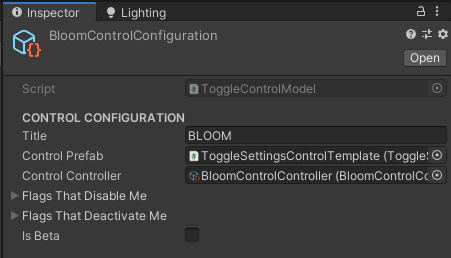 Inspector
Lighting
BloomControlConfiguration
Open
Script
ToggleControlModel
CONTROL CONFIGURATION
Title
BLOOM
Control Prefab
ToggleSettingsControlTemplate (ToggleS
Control Controller
BloomControlController (BloomControlCo
Flags That Disable Me
Flags That Deactivate Me
Is Beta